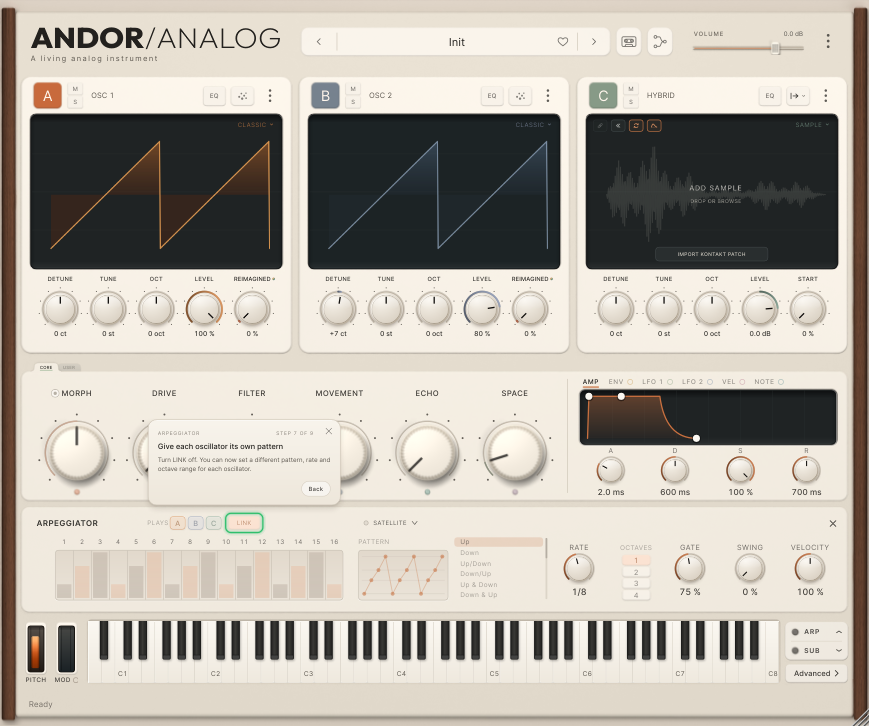 ANDOR/ANALOG
A living analog instrument
Init
VOLUME 0.0 dB
A M S OSC 1 EQ
CLASSIC
DETUNE TUNE OCT LEVEL REIMAGINED
0 ct 0 st 0 oct 100 % 0 %
B M S OSC 2 EQ
CLASSIC
DETUNE TUNE OCT LEVEL REIMAGINED
+7 ct 0 st 0 oct 80 % 0 %
C M S HYBRID EQ
SAMPLE
ADD SAMPLE
DROP OR BROWSE
IMPORT KONTAKT PATCH
DETUNE TUNE OCT LEVEL START
0 ct 0 st 0 oct 0.0 dB 0 %
CORE USER
MORPH DRIVE FILTER MOVEMENT ECHO SPACE
ARPEGGIATOR STEP 7 OF 8
Give each oscillator its own pattern
Turn LINK off. You can now set a different pattern, rate and
octave range for each oscillator.
Back
AMP ENV LFO 1 LFO 2 VEL NOTE
A D S R
2.0 ms 600 ms 100 % 700 ms
ARPEGGIATOR PLAYS A B C LINK SATELLITE
1 2 3 4 5 6 7 8 9 10 11 12 13 14 15 16
PATTERN
Up
Down
Up/Down
Down/Up
Up & Down
Down & Up
RATE OCTAVES GATE SWING VELOCITY
1
2
3
4
1/8 75 % 0 % 100 %
PITCH MOD
C1 C2 C3 C4 C5 C6 C7 C8
ARP
SUB
Advanced
Ready